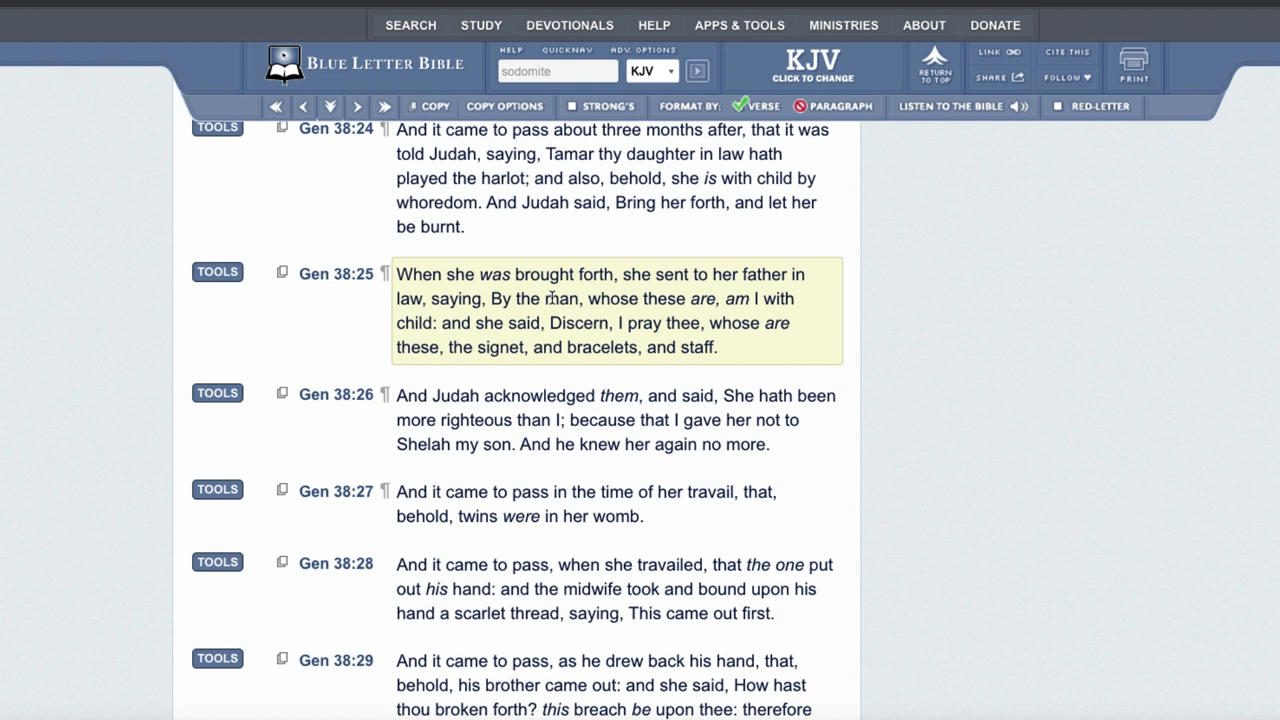 SEARCH STUDY DEVOTIONALS HELP APPS & TOOLS MINISTRIES ABOUT DONATE
BLUE LETTER BIBLE
HELP QUICKNAV ADV. OPTIONS
sodomite KJV
KJV
CLICK TO CHANGE
RETURN
TO TOP
LINK CITE THIS
SHARE FOLLOW
PRINT
COPY COPY OPTIONS STRONG'S FORMAT BY: VERSE PARAGRAPH LISTEN TO THE BIBLE RED-LETTER
TOOLS Gen 38:24 ¶ And it came to pass about three months after, that it was
told Judah, saying, Tamar thy daughter in law hath
played the harlot; and also, behold, she is with child by
whoredom. And Judah said, Bring her forth, and let her
be burnt.
TOOLS Gen 38:25 ¶ When she was brought forth, she sent to her father in
law, saying, By the man, whose these are, am I with
child: and she said, Discern, I pray thee, whose are
these, the signet, and bracelets, and staff.
TOOLS Gen 38:26 ¶ And Judah acknowledged them, and said, She hath been
more righteous than I; because that I gave her not to
Shelah my son. And he knew her again no more.
TOOLS Gen 38:27 ¶ And it came to pass in the time of her travail, that,
behold, twins were in her womb.
TOOLS Gen 38:28 And it came to pass, when she travailed, that the one put
out his hand: and the midwife took and bound upon his
hand a scarlet thread, saying, This came out first.
TOOLS Gen 38:29 And it came to pass, as he drew back his hand, that,
behold, his brother came out: and she said, How hast
thou broken forth? this breach be upon thee: therefore